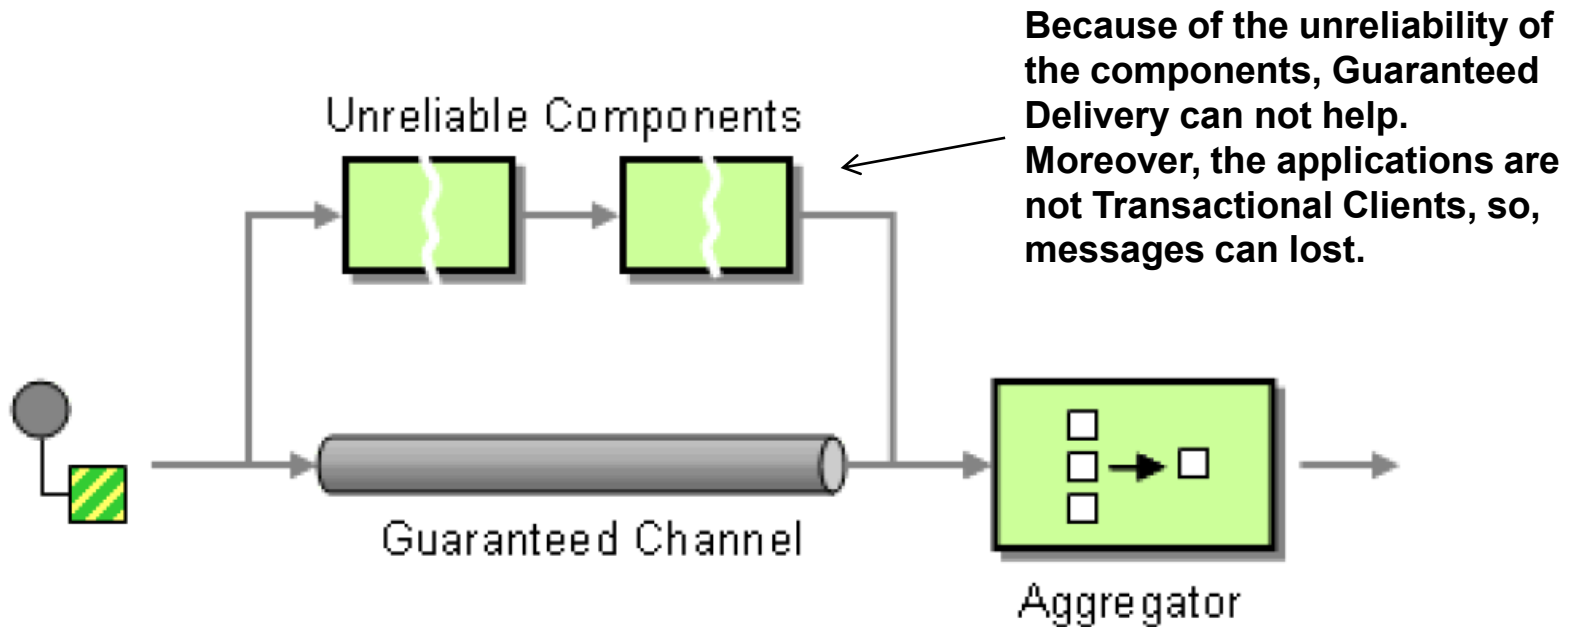 Because of the unreliability of
the components, Guaranteed
Delivery can not help.
Moreover, the applications are
not Transactional Clients, so,
messages can lost.
Unreliable Components
Guaranteed Channel
Aggregator